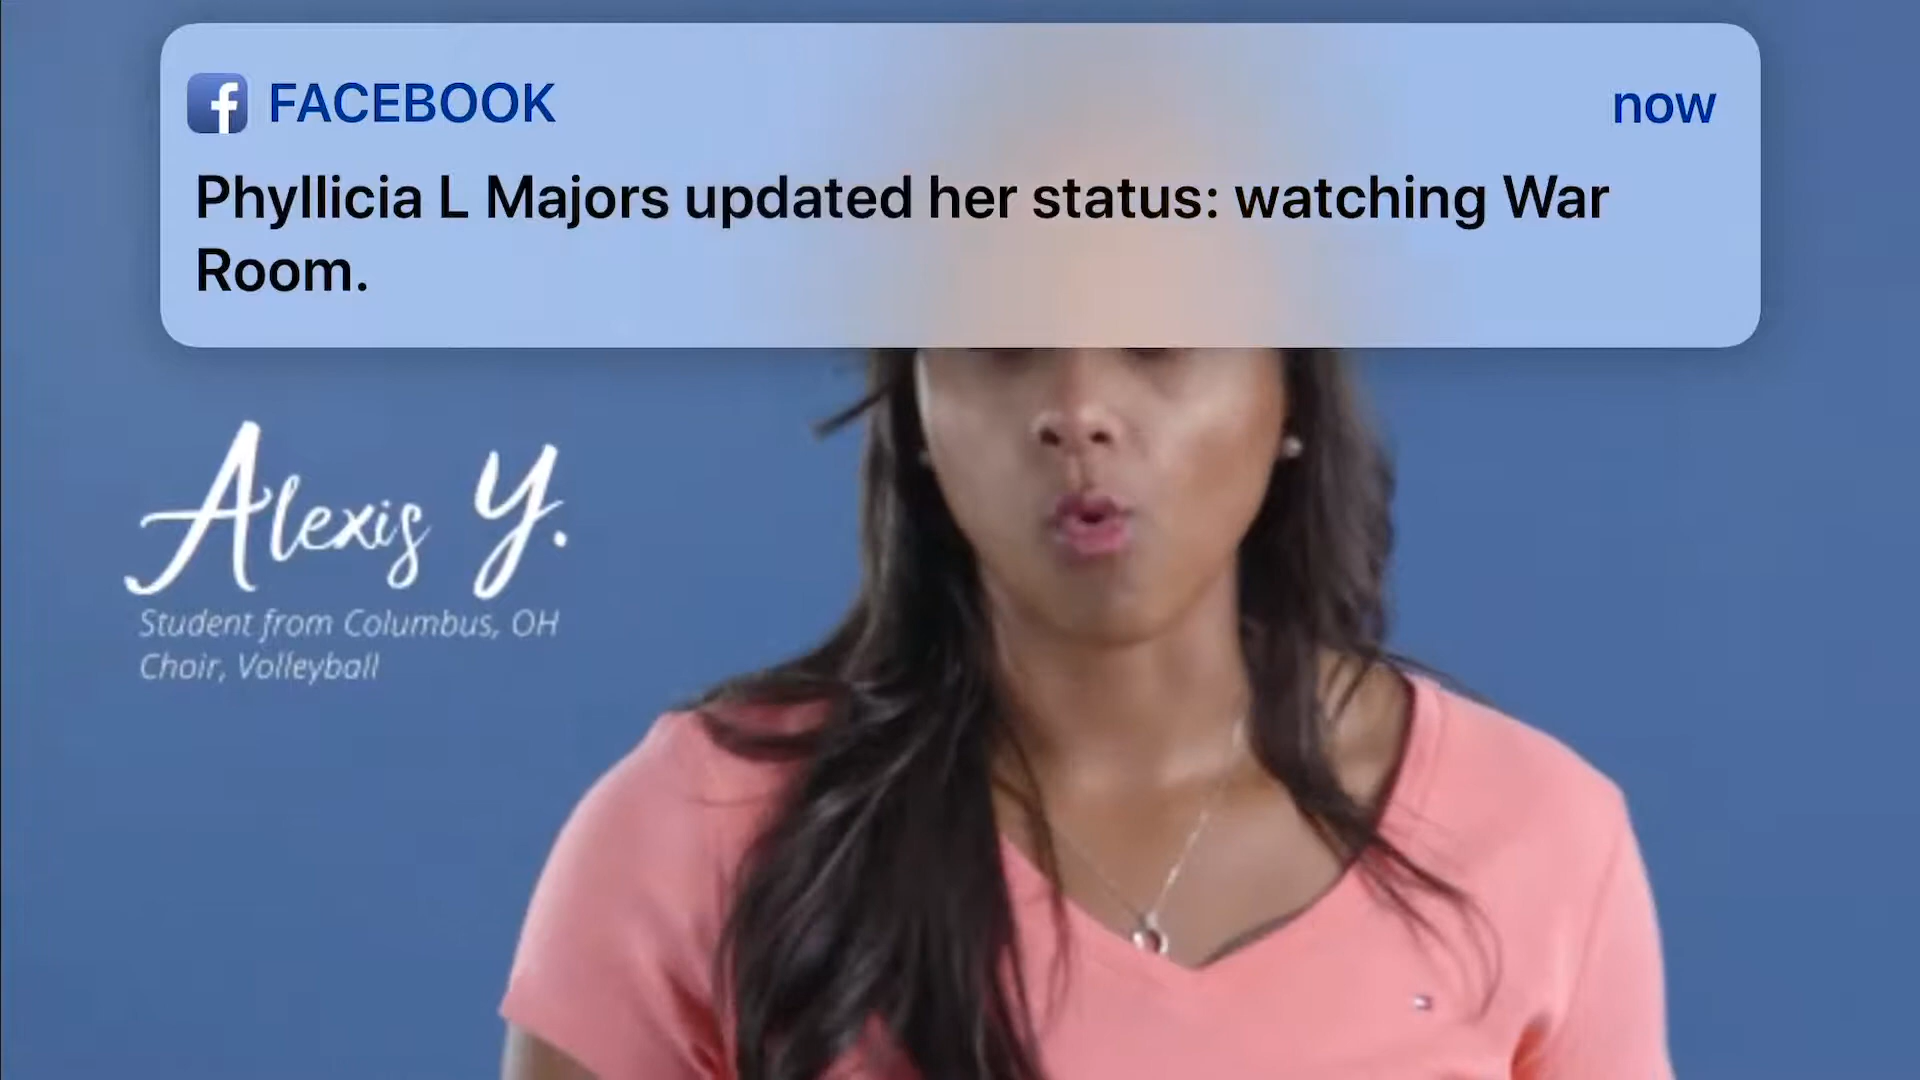 FACEBOOK
now
Phyllicia L Majors updated her status: watching War
Room.
Alexis Y.
Student from Columbus, OH
Choir, Volleyball